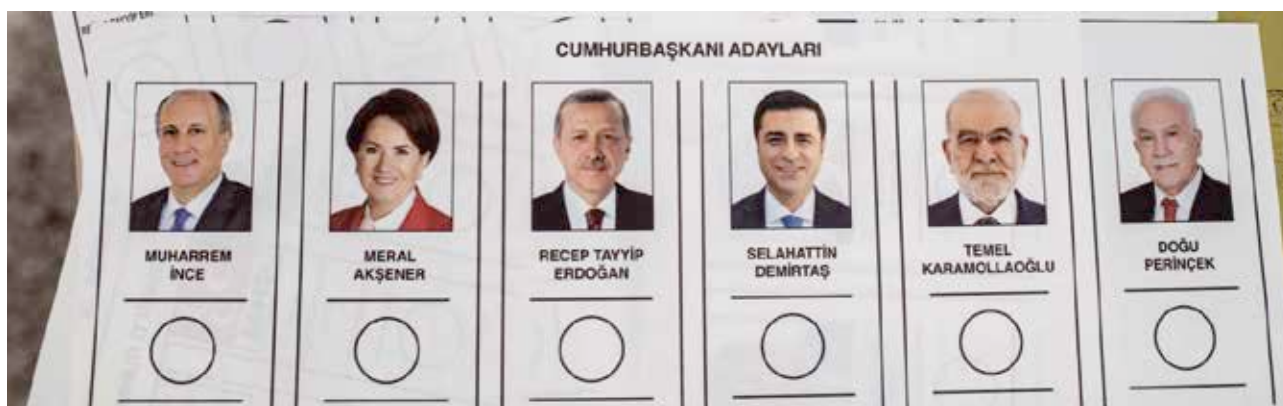 CUMHURBAŞKANI ADAYLARI
MUHARREM
İNCE
MERAL
AKŞENER
RECEP TAYYİP
ERDOĞAN
SELAHATTİN
DEMİRTAŞ
TEMEL
KARAMOLLAOĞLU
DOĞU
PERİNÇEK